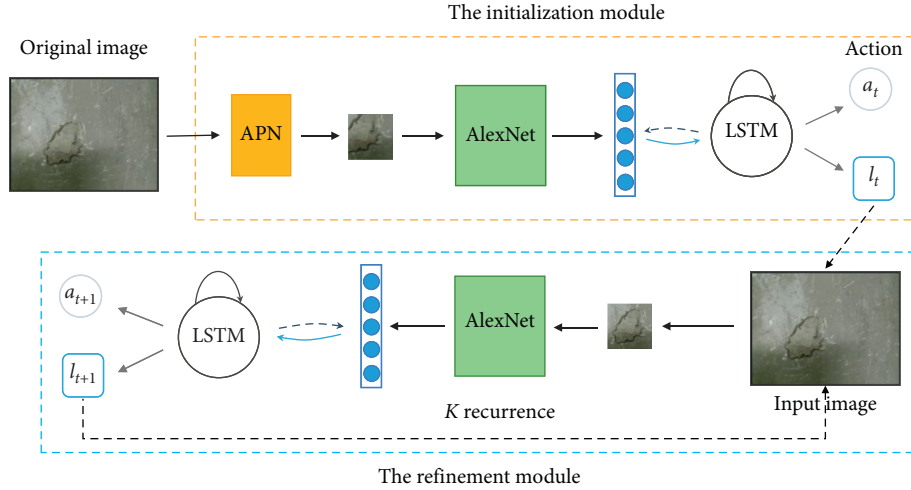 The initialization module
Original image
Action
APN
AlexNet
LSTM
a_t
l_t
a_{t+1}
LSTM
AlexNet
l_{t+1}
K recurrence
Input image
The refinement module